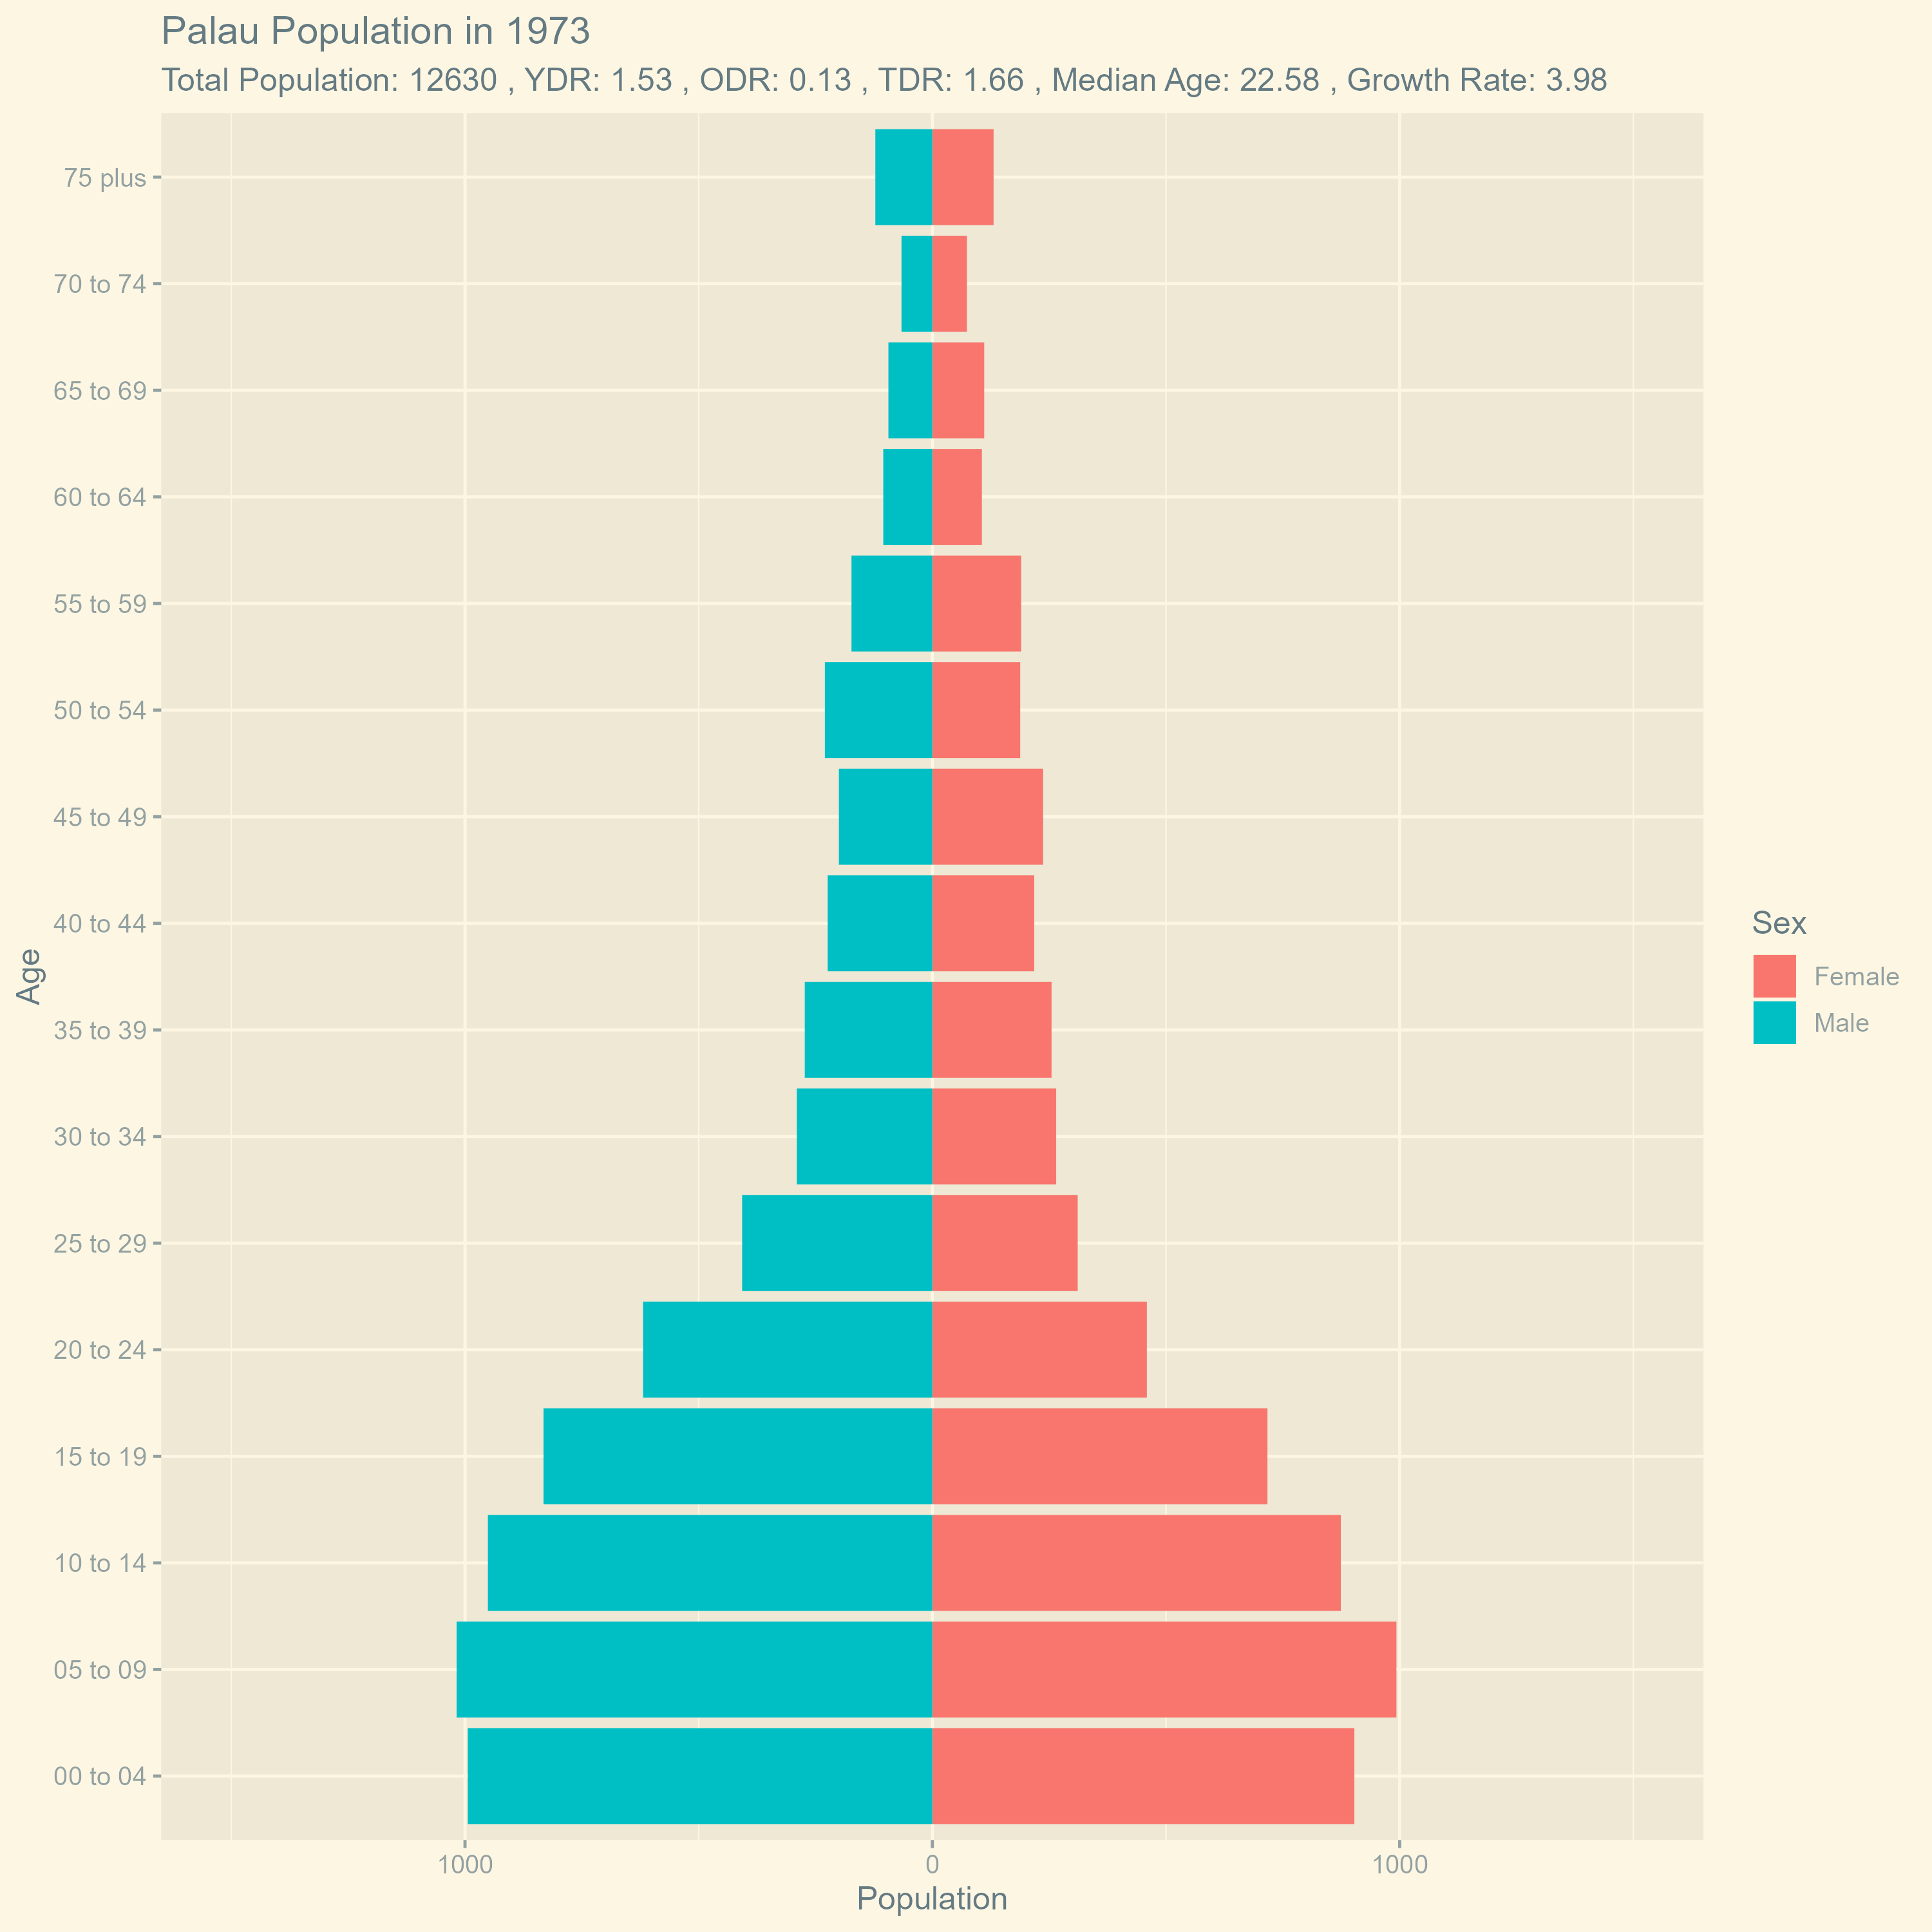 Palau Population in 1973
Total Population: 12630 , YDR: 1.53 , ODR: 0.13 , TDR: 1.66 , Median Age: 22.58 , Growth Rate: 3.98
75 plus
70 to 74
65 to 69
60 to 64
55 to 59
50 to 54
45 to 49
40 to 44
35 to 39
30 to 34
25 to 29
20 to 24
15 to 19
10 to 14
05 to 09
00 to 04
Age
1000 0 1000
Population
Sex
Female
Male